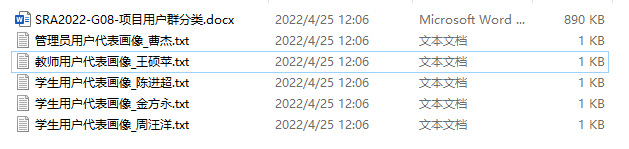 SRA2022-G08-项目用户群分类.docx 2022/4/25 12:06 Microsoft Word ... 890 KB
管理员用户代表画像_曹杰.txt 2022/4/25 12:06 文本文档 1 KB
教师用户代表画像_王硕苹.txt 2022/4/25 12:06 文本文档 1 KB
学生用户代表画像_陈进超.txt 2022/4/25 12:06 文本文档 1 KB
学生用户代表画像_金方永.txt 2022/4/25 12:06 文本文档 1 KB
学生用户代表画像_周汪洋.txt 2022/4/25 12:06 文本文档 1 KB